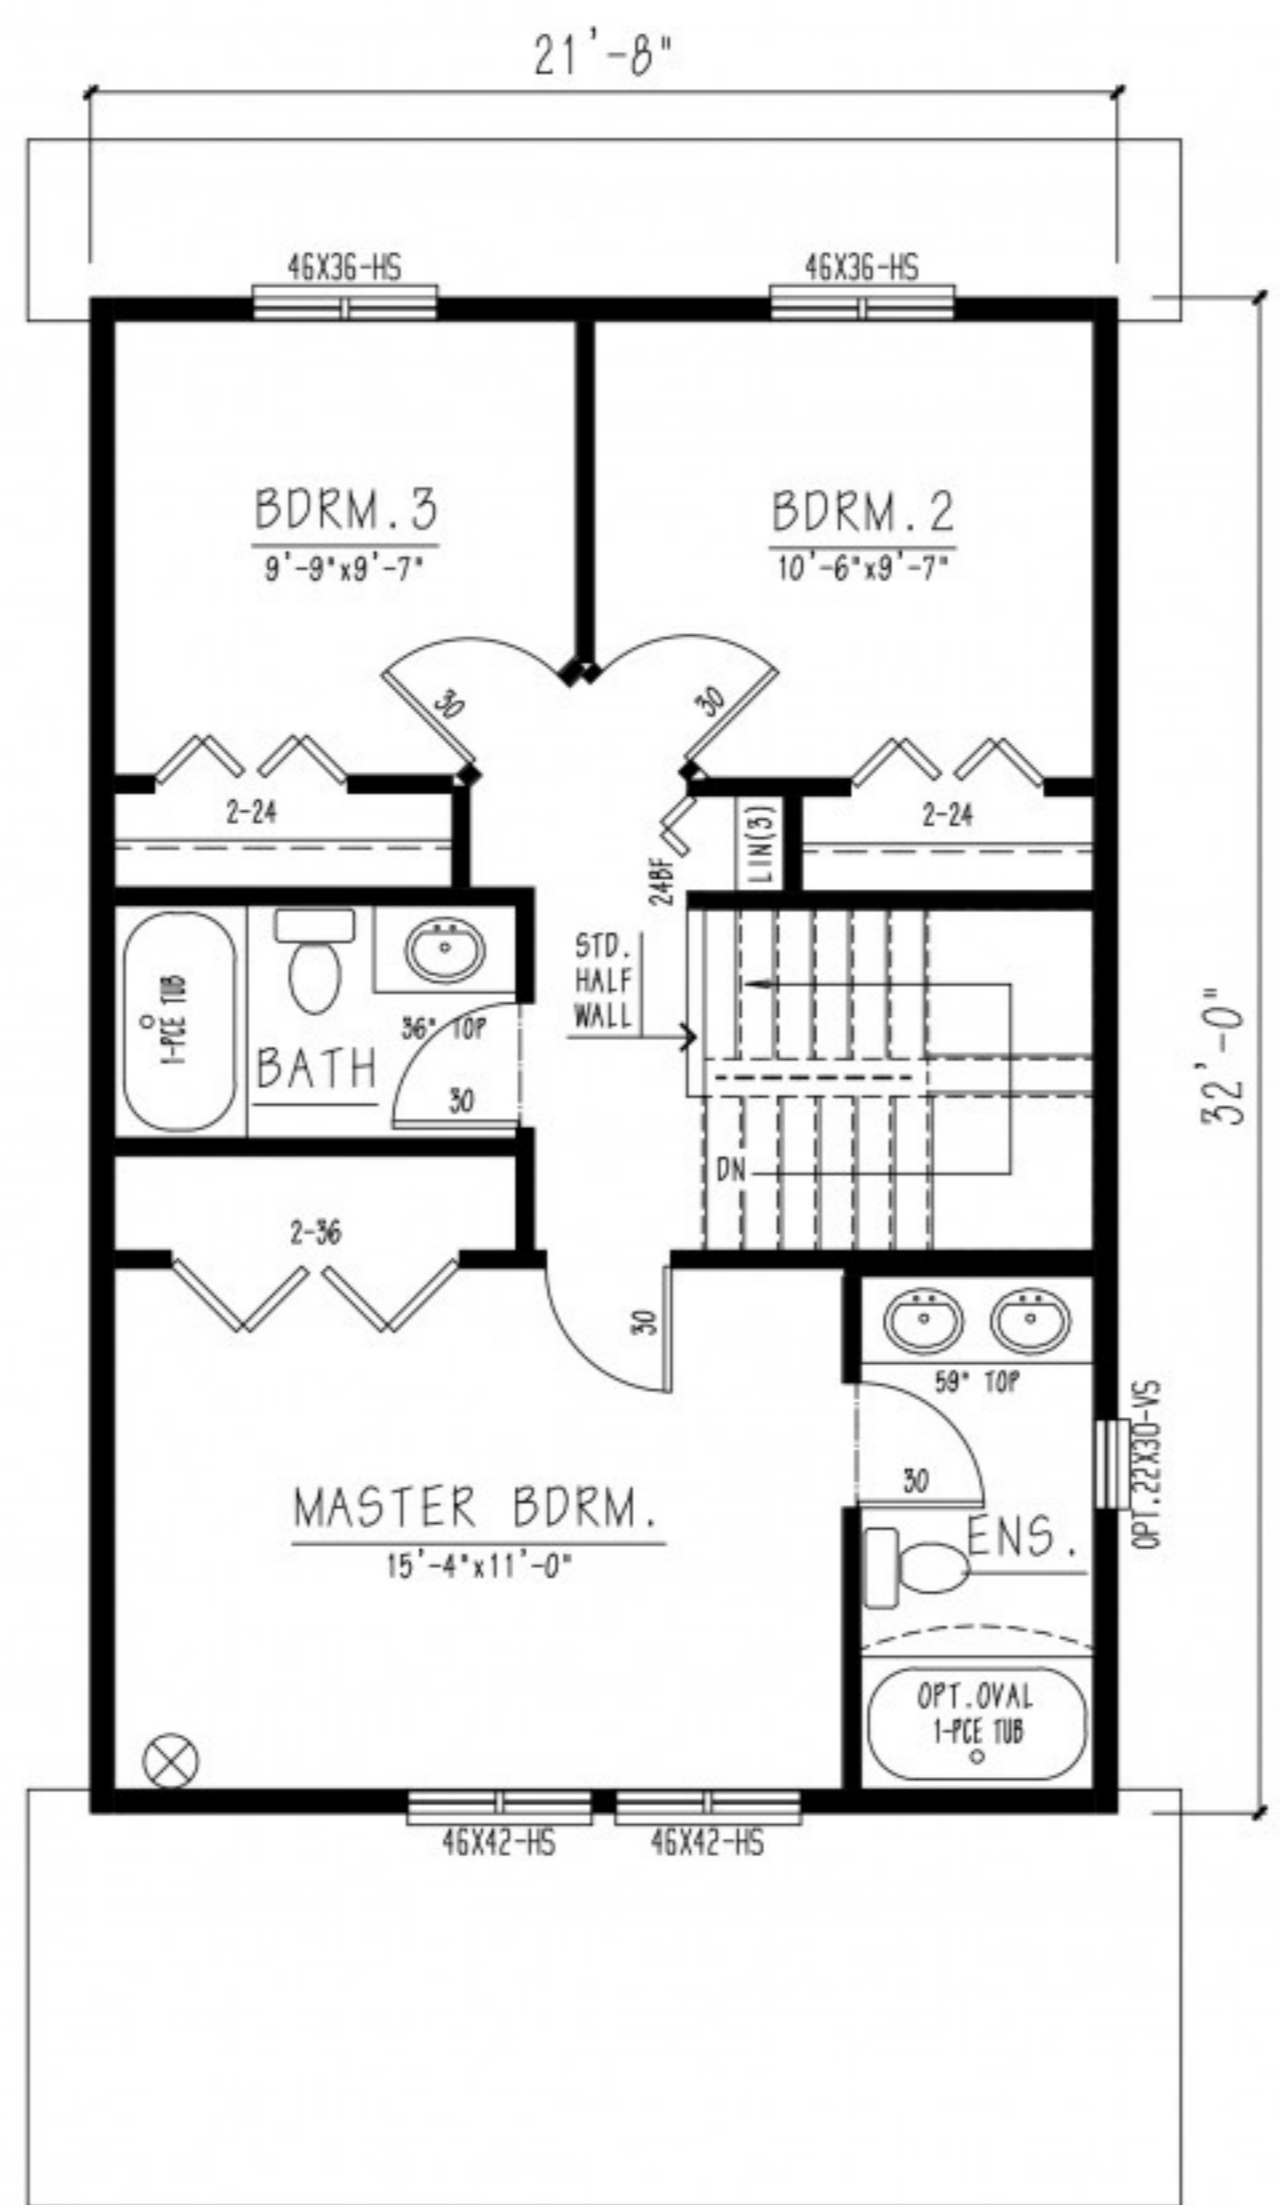 21'-8"
46X36-HS
46X36-HS
BDRM.3
9'-9"x9'-7"
BDRM.2
10'-6"x9'-7"
30
30
2-24
LIN(3)
2-24
24BF
STD.
HALF
WALL
1-PCE TUB
36" TOP
BATH
30
32'-0"
DN
2-36
30
59" TOP
OPT.22X30-VS
30
MASTER BDRM.
15'-4"x11'-0"
ENS.
OPT.OVAL
1-PCE TUB
46X42-HS
46X42-HS